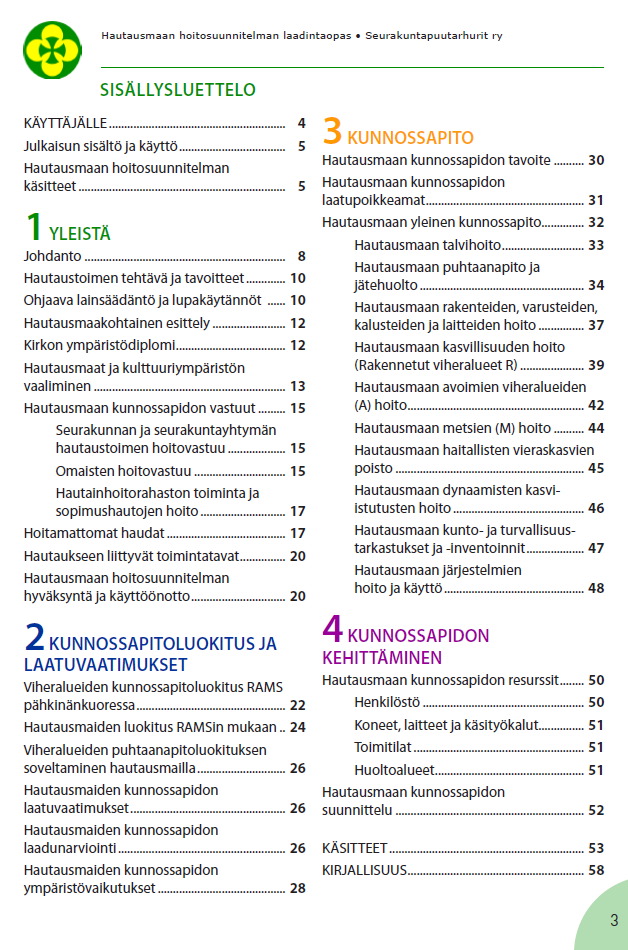 Hautausmaan hoitosuunnitelman laadintaopas • Seurakuntapuutarhurit ry
SISÄLLYSLUETTELO
KÄYTTÄJÄLLE ........ 4
Julkaisun sisältö ja käyttö ........ 5
Hautausmaan hoitosuunnitelman
käsitteet ........ 5
1 YLEISTÄ
Johdanto ........ 8
Hautaustoimen tehtävä ja tavoitteet ........ 10
Ohjaava lainsäädäntö ja lupakäytännöt ...... 10
Hautausmaakohtainen esittely ........ 12
Kirkon ympäristödiplomi ........ 12
Hautausmaat ja kulttuuriympäristön
vaaliminen ........ 13
Hautausmaan kunnossapidon vastuut ........ 15
Seurakunnan ja seurakuntayhtymän
hautaustoimen hoitovastuu ........ 15
Omaisten hoitovastuu ........ 15
Hautainhoitorahaston toiminta ja
sopimushautojen hoito ........ 17
Hoitamattomat haudat ........ 17
Hautaukseen liittyvät toimintatavat ........ 20
Hautausmaan hoitosuunnitelman
hyväksyntä ja käyttöönotto ........ 20
2 KUNNOSSAPITOLUOKITUS JA
LAATUVAATIMUKSET
Viheralueiden kunnossapitoluokitus RAMS
pähkinänkuoressa ........ 22
Hautausmaiden luokitus RAMSin mukaan .. 24
Viheralueiden puhtaanapitoluokituksen
soveltaminen hautausmailla ........ 26
Hautausmaiden kunnossapidon
laatuvaatimukset ........ 26
Hautausmaiden kunnossapidon
laadunarviointi ........ 26
Hautausmaiden kunnossapidon
ympäristövaikutukset ........ 28
3 KUNNOSSAPITO
Hautausmaan kunnossapidon tavoite ........ 30
Hautausmaan kunnossapidon
laatupoikkeamat ........ 31
Hautausmaan yleinen kunnossapito ........ 32
Hautausmaan talvihoito ........ 33
Hautausmaan puhtaanapito ja
jätehuolto ........ 34
Hautausmaan rakenteiden, varusteiden,
kalusteiden ja laitteiden hoito ........ 37
Hautausmaan kasvillisuuden hoito
(Rakennetut viheralueet R) ........ 39
Hautausmaan avoimien viheralueiden
(A) hoito ........ 42
Hautausmaan metsien (M) hoito ........ 44
Hautausmaan haitallisten vieraskasvien
poisto ........ 45
Hautausmaan dynaamisten kasvi-
istutusten hoito ........ 46
Hautausmaan kunto- ja turvallisuus-
tarkastukset ja -inventoinnit ........ 47
Hautausmaan järjestelmien
hoito ja käyttö ........ 48
4 KUNNOSSAPIDON
KEHITTÄMINEN
Hautausmaan kunnossapidon resurssit ........ 50
Henkilöstö ........ 50
Koneet, laitteet ja käsityökalut ........ 51
Toimitilat ........ 51
Huoltoalueet ........ 51
Hautausmaan kunnossapidon
suunnittelu ........ 52
KÄSITTEET ........ 53
KIRJALLISUUS ........ 58
3